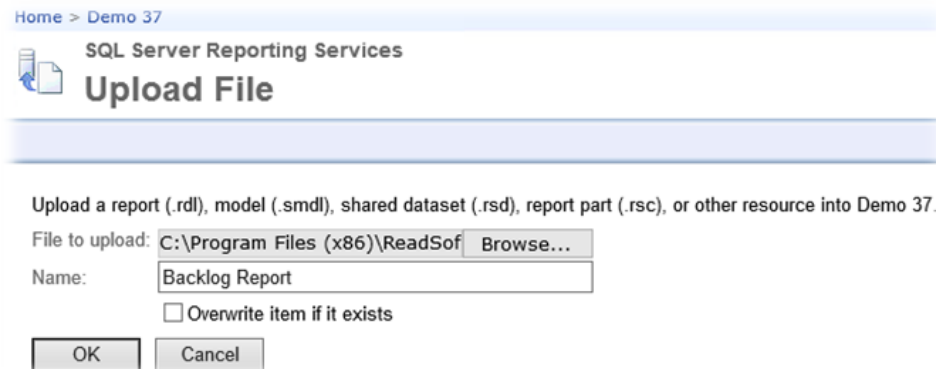 Home > Demo 37
SQL Server Reporting Services
Upload File
Upload a report (.rdl), model (.smdl), shared dataset (.rsd), report part (.rsc), or other resource into Demo 37.
File to upload: C:\Program Files (x86)\ReadSof Browse...
Name: Backlog Report
Overwrite item if it exists
OK Cancel